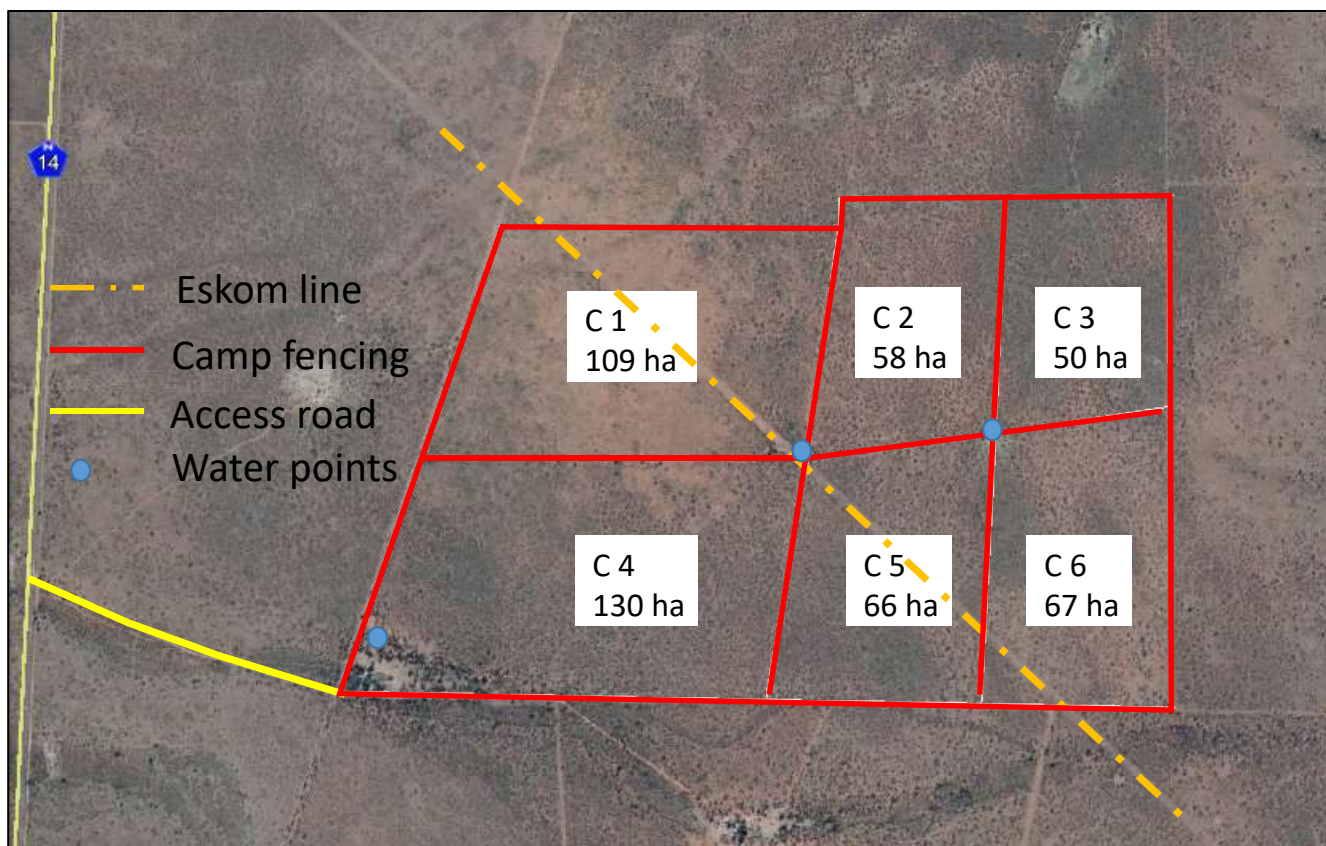 N
14
Eskom line
Camp fencing
Access road
Water points
C 1
109 ha
C 2
58 ha
C 3
50 ha
C 4
130 ha
C 5
66 ha
C 6
67 ha